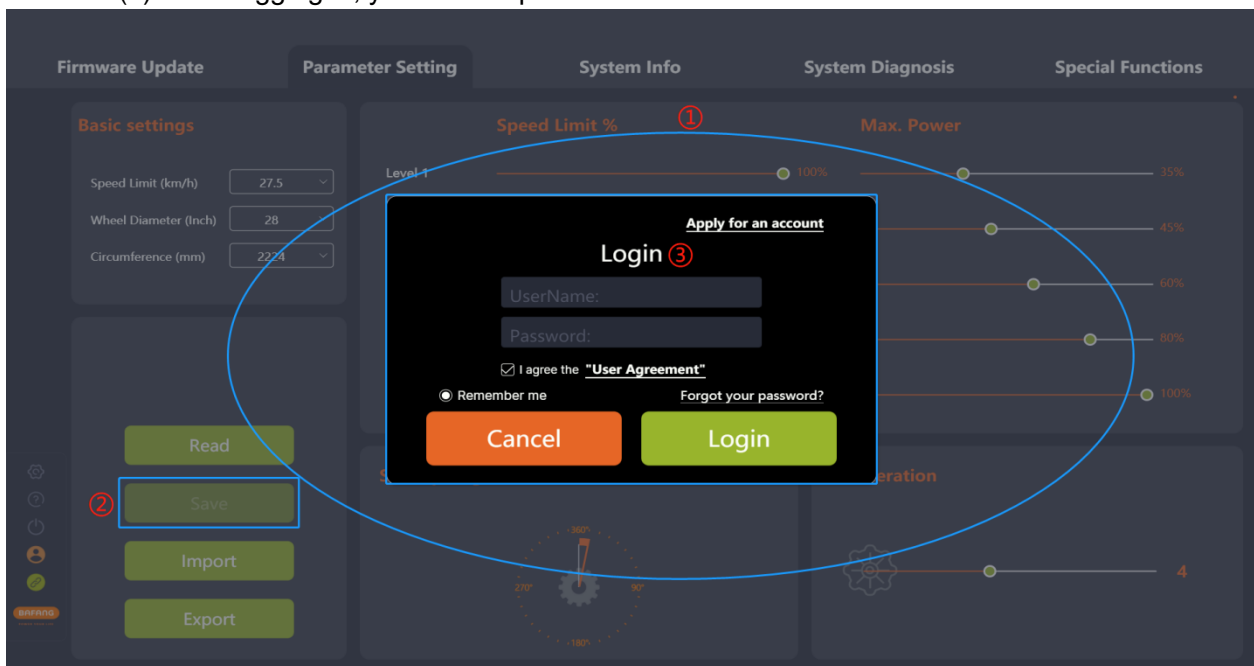 Firmware Update Parameter Setting System Info System Diagnosis Special Functions
Basic settings
Speed Limit %
①
Max. Power
Speed Limit (km/h) 27.5
Wheel Diameter (Inch) 28
Circumference (mm) 2224
Level 1 100% 35%
45%
60%
80%
100%
Apply for an account
Login ③
UserName:
Password:
I agree the "User Agreement"
Remember me Forgot your password?
Cancel Login
Read
② Save
Import
Export
BAFANG
S
eration
360°
270° 90°
180°
4